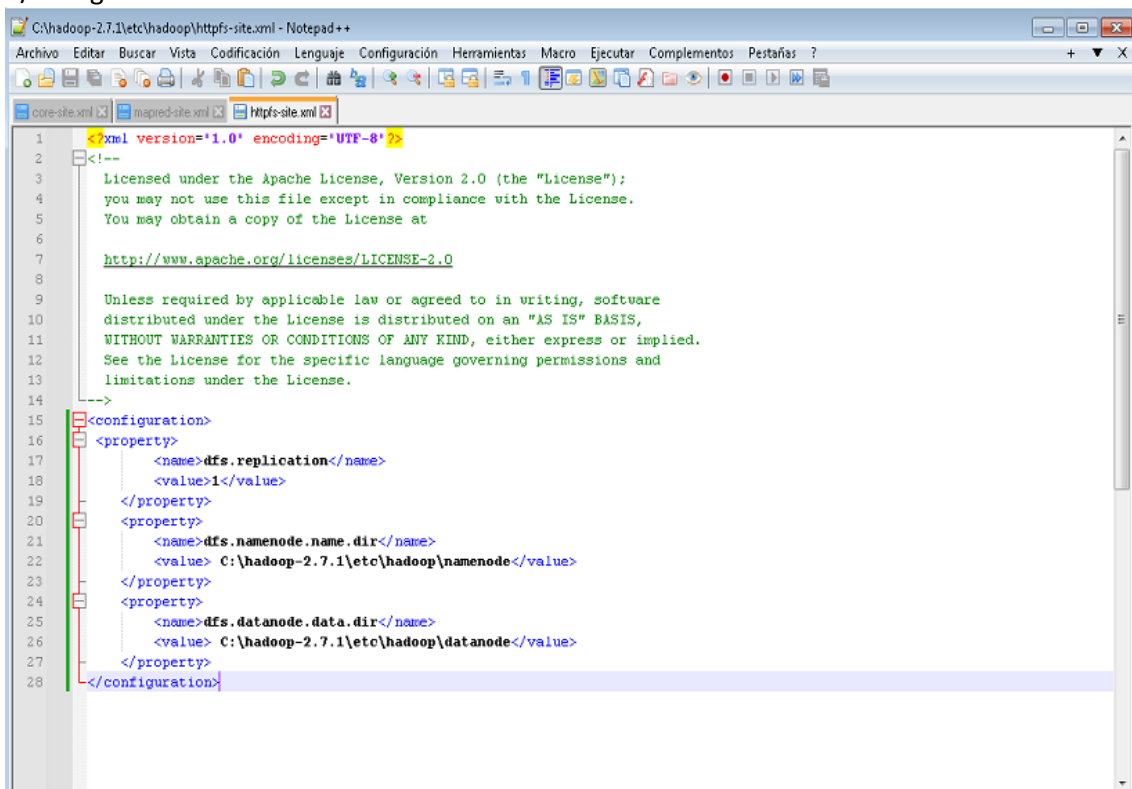 C:\hadoop-2.7.1\etc\hadoop\httpfs-site.xml - Notepad++
Archivo Editar Buscar Vista Codificación Lenguaje Configuración Herramientas Macro Ejecutar Complementos Pestañas ? + ▼ X
core-site.xml mapred-site.xml httpfs-site.xml
1 <?xml version="1.0" encoding="UTF-8"?>
2 <!--
3 Licensed under the Apache License, Version 2.0 (the "License");
4 you may not use this file except in compliance with the License.
5 You may obtain a copy of the License at
6
7 http://www.apache.org/licenses/LICENSE-2.0
8
9 Unless required by applicable law or agreed to in writing, software
10 distributed under the License is distributed on an "AS IS" BASIS,
11 WITHOUT WARRANTIES OR CONDITIONS OF ANY KIND, either express or implied.
12 See the License for the specific language governing permissions and
13 limitations under the License.
14 -->
15 <configuration>
16 <property>
17 <name>dfs.replication</name>
18 <value>1</value>
19 </property>
20 <property>
21 <name>dfs.namenode.name.dir</name>
22 <value> C:\hadoop-2.7.1\etc\hadoop\namenode</value>
23 </property>
24 <property>
25 <name>dfs.datanode.data.dir</name>
26 <value> C:\hadoop-2.7.1\etc\hadoop\datanode</value>
27 </property>
28 </configuration>